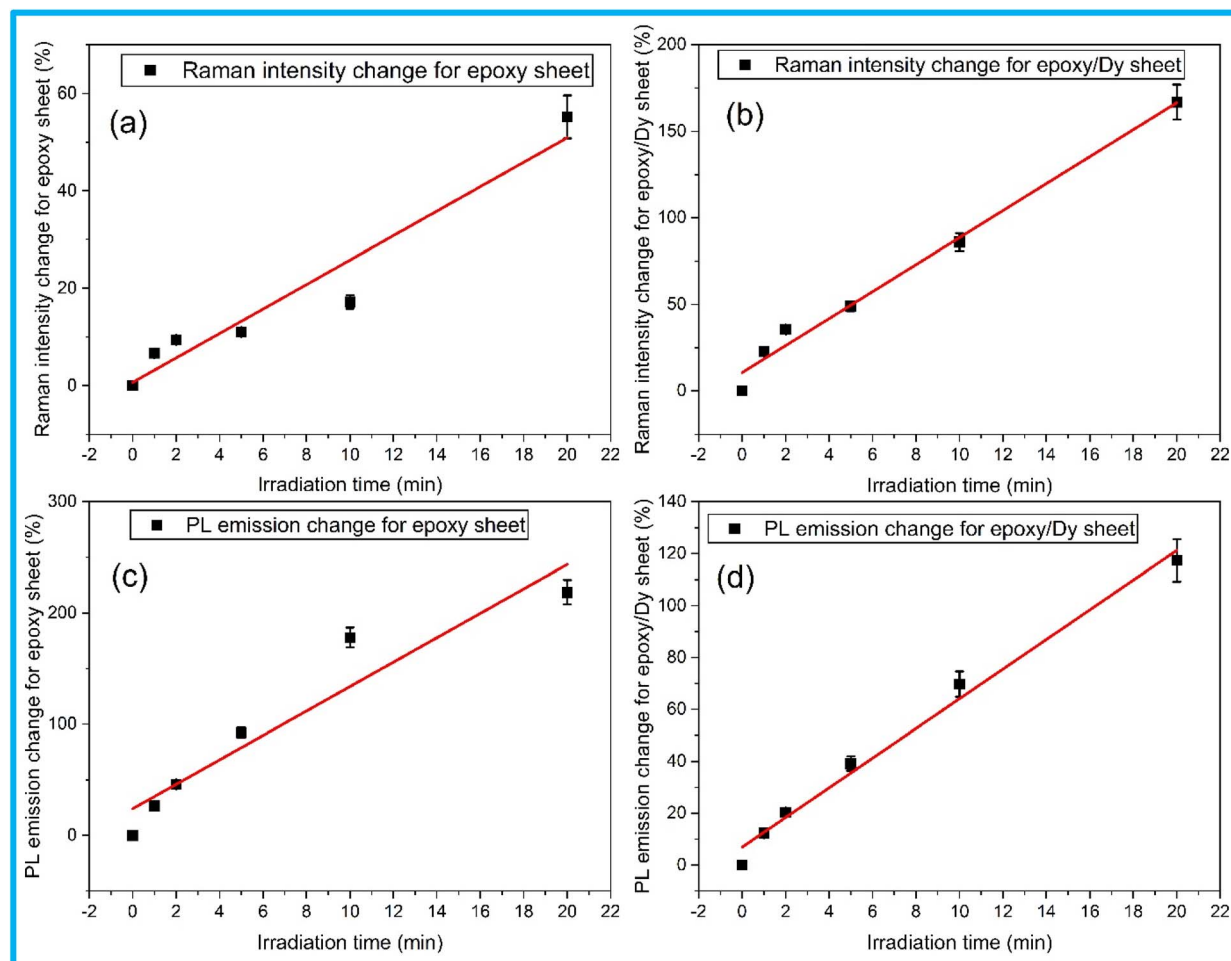 Raman intensity change for epoxy sheet (%)
60
40
20
0
Raman intensity change for epoxy sheet
(a)
-2 0 2 4 6 8 10 12 14 16 18 20 22
Irradiation time (min)
Raman intensity change for epoxy/Dy sheet (%)
200
150
100
50
0
Raman intensity change for epoxy/Dy sheet
(b)
-2 0 2 4 6 8 10 12 14 16 18 20 22
Irradiation time (min)
PL emission change for epoxy sheet (%)
300
200
100
0
PL emission change for epoxy sheet
(c)
-2 0 2 4 6 8 10 12 14 16 18 20 22
Irradiation time (min)
PL emission change for epoxy/Dy sheet (%)
140
120
100
80
60
40
20
0
PL emission change for epoxy/Dy sheet
(d)
-2 0 2 4 6 8 10 12 14 16 18 20 22
Irradiation time (min)